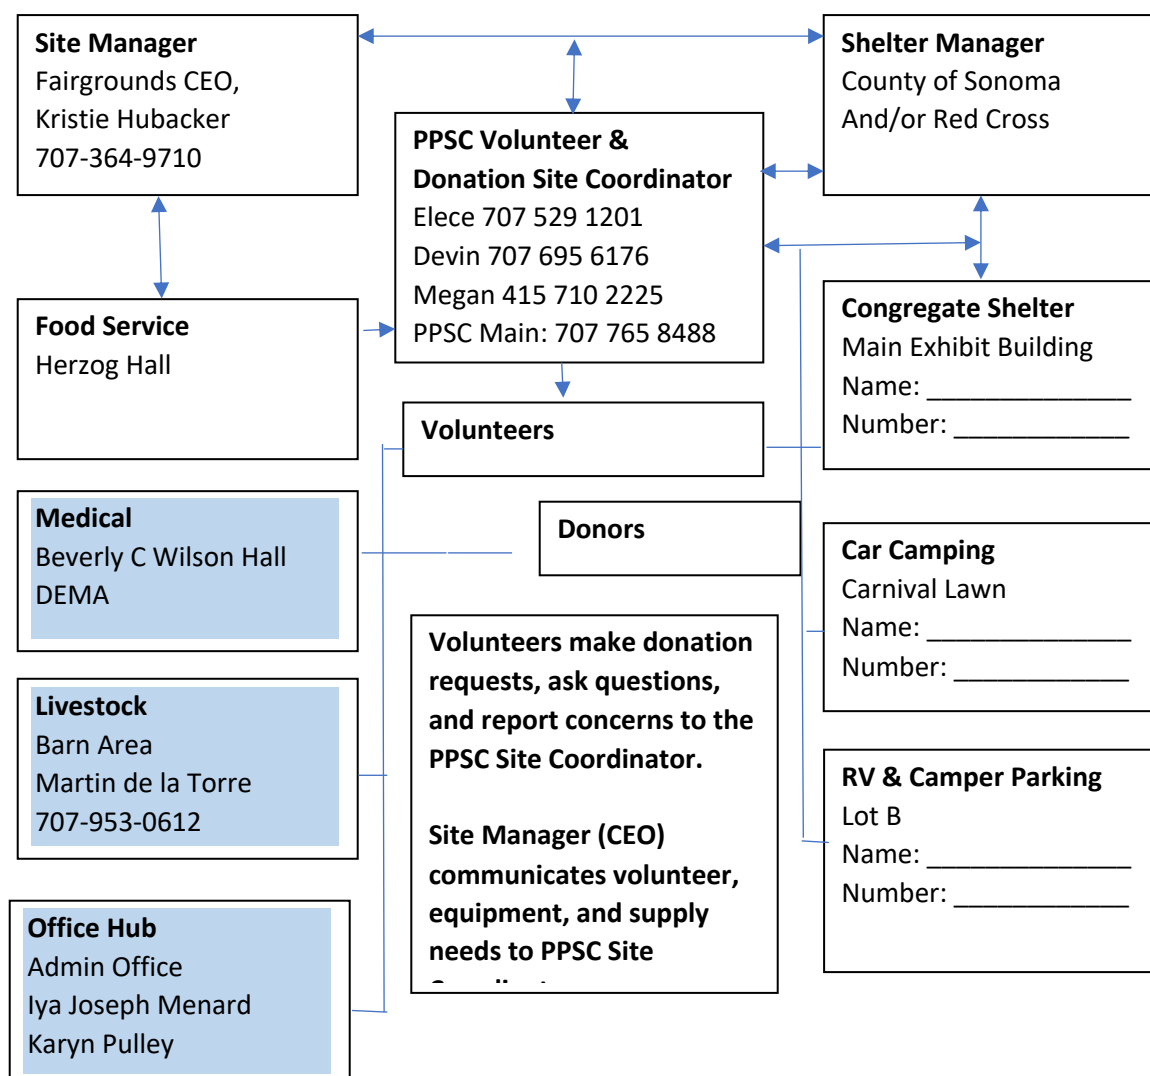 Site Manager
Fairgrounds CEO,
Kristie Hubacker
707-364-9710
Shelter Manager
County of Sonoma
And/or Red Cross
PPSC Volunteer &
Donation Site Coordinator
Elece 707 529 1201
Devin 707 695 6176
Megan 415 710 2225
PPSC Main: 707 765 8488
Food Service
Herzog Hall
Congregate Shelter
Main Exhibit Building
Name: ______________
Number: ____________
Volunteers
Medical
Beverly C Wilson Hall
DEMA
Donors
Car Camping
Carnival Lawn
Name: ______________
Number: ____________
Volunteers make donation
requests, ask questions,
and report concerns to the
PPSC Site Coordinator.
Site Manager (CEO)
communicates volunteer,
equipment, and supply
needs to PPSC Site
Livestock
Barn Area
Martin de la Torre
707-953-0612
RV & Camper Parking
Lot B
Name: ______________
Number: ____________
Office Hub
Admin Office
Iya Joseph Menard
Karyn Pulley